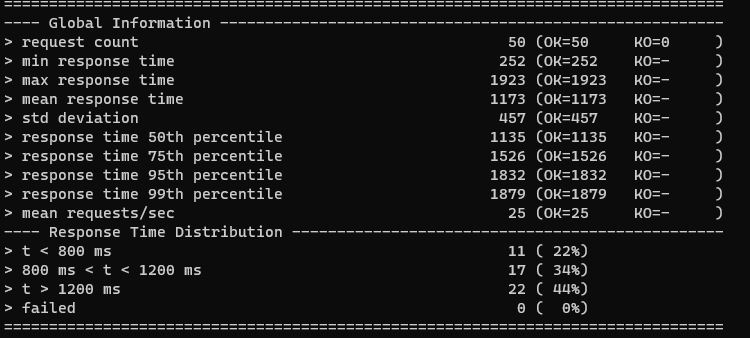 ================================================================================
---- Global Information --------------------------------------------------------
> request count                                         50 (OK=50     KO=0     )
> min response time                                    252 (OK=252    KO=-     )
> max response time                                   1923 (OK=1923   KO=-     )
> mean response time                                  1173 (OK=1173   KO=-     )
> std deviation                                        457 (OK=457    KO=-     )
> response time 50th percentile                       1135 (OK=1135   KO=-     )
> response time 75th percentile                       1526 (OK=1526   KO=-     )
> response time 95th percentile                       1832 (OK=1832   KO=-     )
> response time 99th percentile                       1879 (OK=1879   KO=-     )
> mean requests/sec                                     25 (OK=25     KO=-     )
---- Response Time Distribution ------------------------------------------------
> t < 800 ms                                            11 ( 22%)
> 800 ms < t < 1200 ms                                  17 ( 34%)
> t > 1200 ms                                           22 ( 44%)
> failed                                                 0 (  0%)
================================================================================